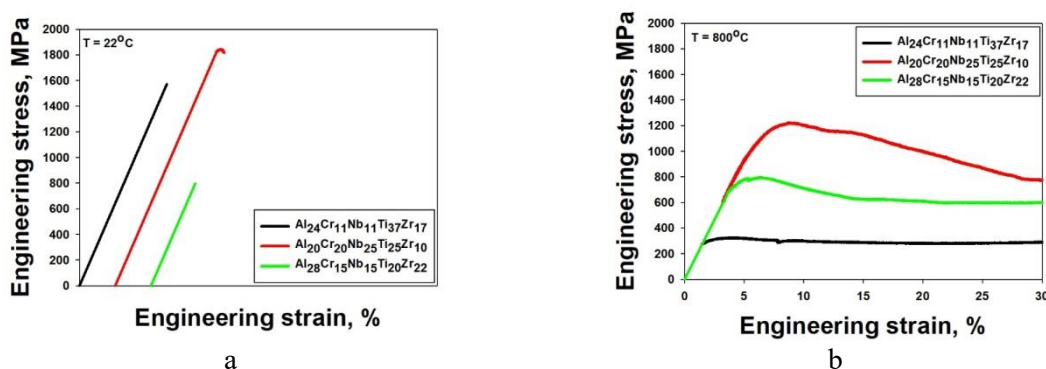 Engineering stress, MPa
2000
1800
1600
1400
1200
1000
800
600
400
200
0
T = 22°C
Al24Cr11Nb11Ti37Zr17
Al20Cr20Nb25Ti25Zr10
Al28Cr15Nb15Ti20Zr22
Engineering strain, %
a
Engineering stress, MPa
2000
1800
1600
1400
1200
1000
800
600
400
200
0
T = 800°C
Al24Cr11Nb11Ti37Zr17
Al20Cr20Nb25Ti25Zr10
Al28Cr15Nb15Ti20Zr22
0 5 10 15 20 25 30
Engineering strain, %
b